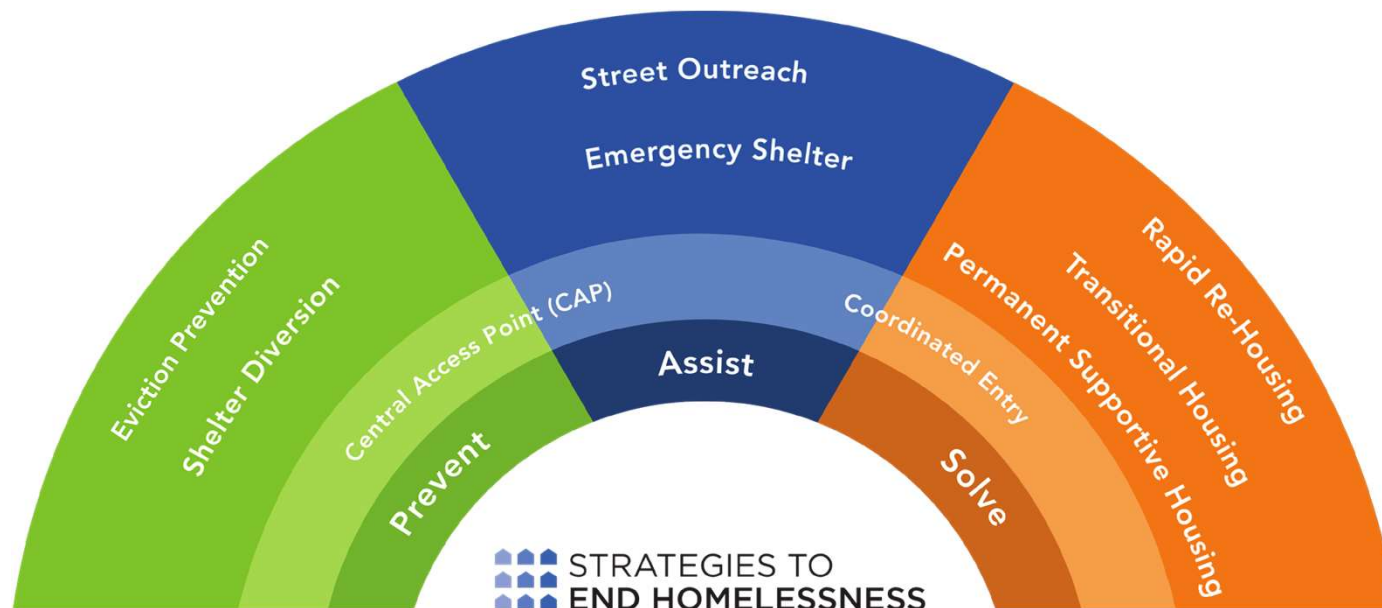 Eviction Prevention
Shelter Diversion
Central Access Point (CAP)
Prevent
Street Outreach
Emergency Shelter
Assist
Rapid Re-Housing
Transitional Housing
Permanent Supportive Housing
Coordinated Entry
Solve
STRATEGIES TO
END HOMELESSNESS